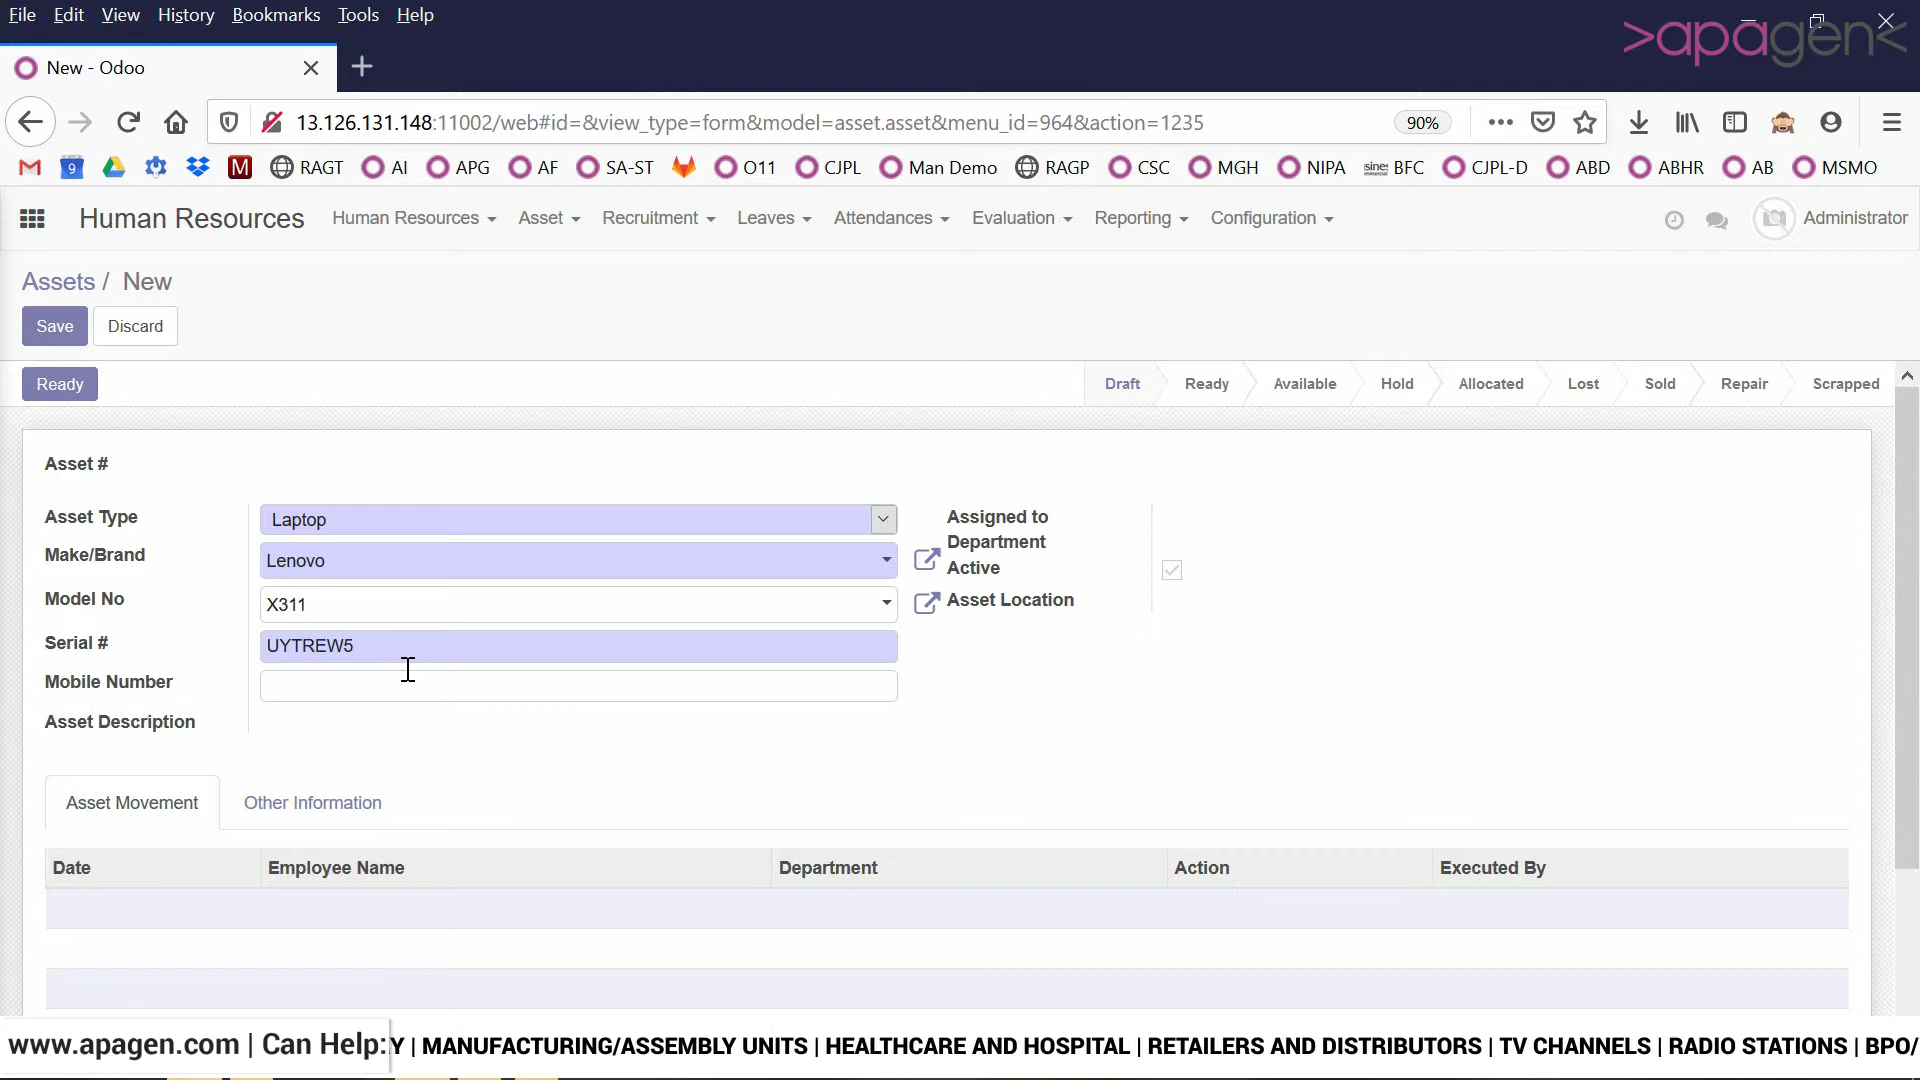 File Edit View History Bookmarks Tools Help
>apagen<
New - Odoo
13.126.131.148:11002/web#id=&view_type=form&model=asset.asset&menu_id=964&action=1235 90%
M 9 M RAGT AI APG AF SA-ST O11 CJPL Man Demo RAGP CSC MGH NIPA BFC CJPL-D ABD ABHR AB MSMO
Human Resources Human Resources Asset Recruitment Leaves Attendances Evaluation Reporting Configuration Administrator
Assets / New
Save Discard
Ready Draft Ready Available Hold Allocated Lost Sold Repair Scrapped
Asset #
Asset Type Laptop Assigned to
Department
Make/Brand Lenovo Active
Model No X311 Asset Location
Serial # UYTREW5
Mobile Number
Asset Description
Asset Movement Other Information
Date Employee Name Department Action Executed By
www.apagen.com | Can Help: Y | MANUFACTURING/ASSEMBLY UNITS | HEALTHCARE AND HOSPITAL | RETAILERS AND DISTRIBUTORS | TV CHANNELS | RADIO STATIONS | BPO/